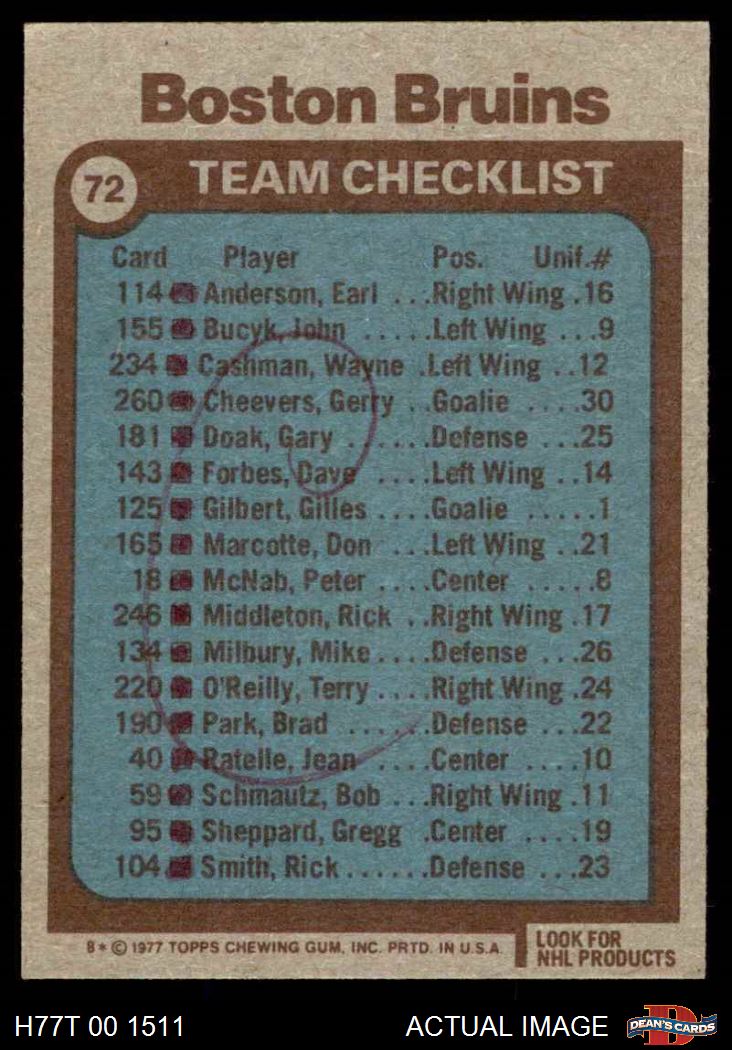 Boston Bruins
72 TEAM CHECKLIST
Card Player Pos. Unif.#
114 Anderson, Earl ...Right Wing .16
155 Bucyk, John .....Left Wing ...9
234 Cashman, Wayne .Left Wing ..12
260 Cheevers, Gerry ..Goalie ....30
181 Doak, Gary ......Defense ...25
143 Forbes, Dave ....Left Wing ..14
125 Gilbert, Gilles ....Goalie .....1
165 Marcotte, Don ...Left Wing ..21
18 McNab, Peter ....Center .....8
246 Middleton, Rick ..Right Wing .17
134 Milbury, Mike ....Defense ...26
220 O'Reilly, Terry ....Right Wing .24
190 Park, Brad ......Defense ...22
40 Ratelle, Jean ....Center ....10
59 Schmautz, Bob ...Right Wing .11
95 Sheppard, Gregg .Center ....19
104 Smith, Rick ......Defense ...23
B* © 1977 TOPPS CHEWING GUM, INC. PRTD. IN U.S.A.
LOOK FOR
NHL PRODUCTS
H77T 00 1511 ACTUAL IMAGE DEAN'S CARDS